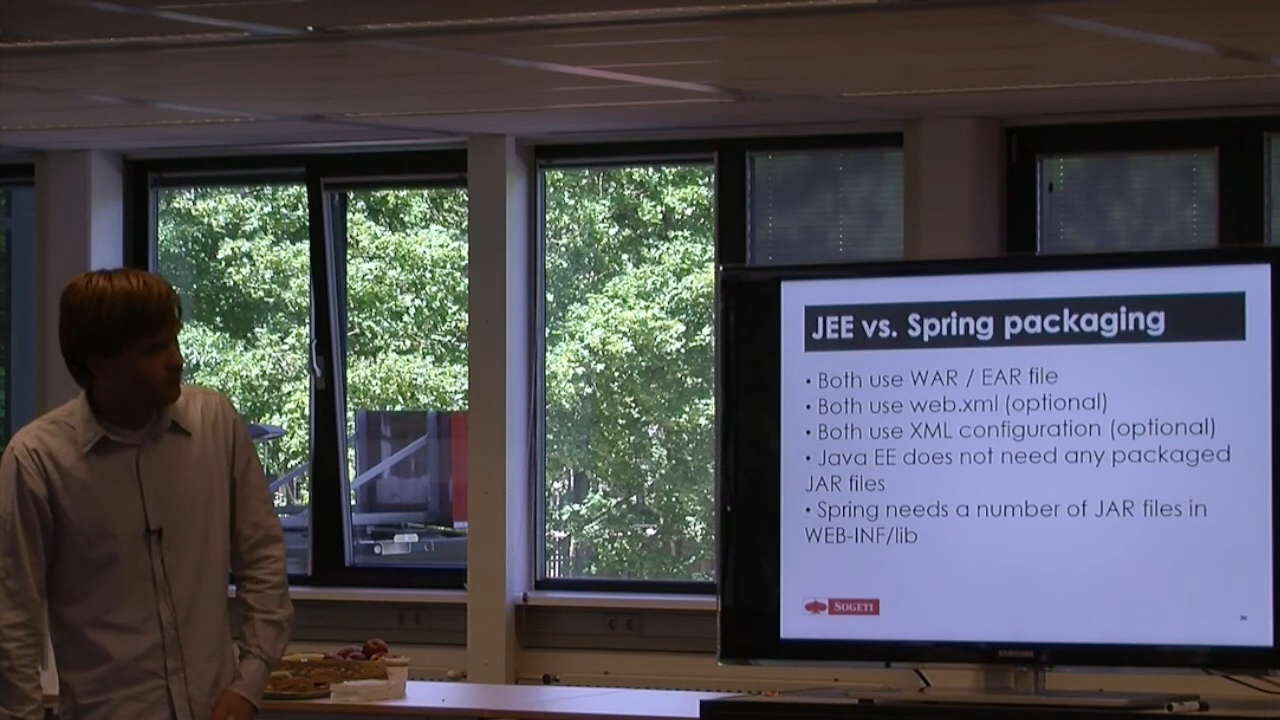 JEE vs. Spring packaging
• Both use WAR / EAR file
• Both use web.xml (optional)
• Both use XML configuration (optional)
• Java EE does not need any packaged
JAR files
• Spring needs a number of JAR files in
WEB-INF/lib
SOGETI
SAMSUNG